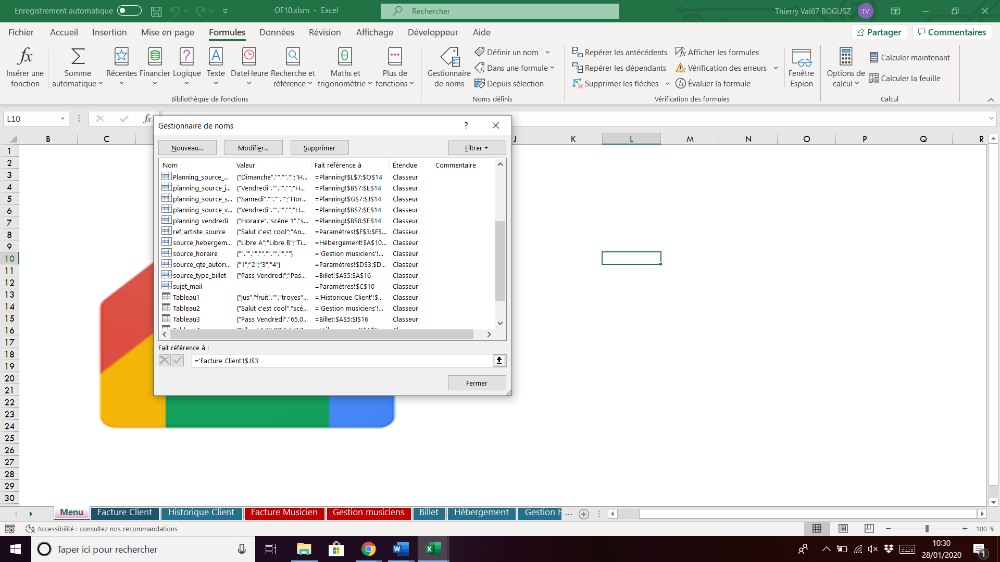 Enregistrement automatique
OF10.xlsm - Excel
Rechercher
Thierry Val87 BOGUSZ
TV
Fichier
Accueil
Insertion
Mise en page
Formules
Données
Révision
Affichage
Développeur
Aide
Partager
Commentaires
Insérer une fonction
Somme automatique
Récentes
Financier
Logique
Texte
DateHeure
Recherche et référence
Maths et trigonométrie
Plus de fonctions
Bibliothèque de fonctions
Gestionnaire de noms
Définir un nom
Dans une formule
Depuis sélection
Noms définis
Repérer les antécédents
Repérer les dépendants
Supprimer les flèches
Afficher les formules
Vérification des erreurs
Évaluer la formule
Vérification des formules
Fenêtre Espion
Options de calcul
Calculer maintenant
Calculer la feuille
Calcul
L10
fx
Gestionnaire de noms
?
Nouveau...
Modifier...
Supprimer
Filtrer
Nom Valeur Fait référence à Étendue Commentaire
Planning_source_... {"Dimanche"."".""."";"H... =Planning!$L$7:$O$14 Classeur
planning_source_j... {"Vendredi"."".""."";"H... =Planning!$B$7:$E$14 Classeur
planning_source_s... {"Samedi"."".""."";"Hor... =Planning!$G$7:$J$14 Classeur
planning_source_v... {"Vendredi"."".""."";"H... =Planning!$B$7:$E$14 Classeur
planning_vendredi {"Horaire"."scène 1"."s... =Planning!$B$8:$E$14 Classeur
ref_artiste_source {"Salut c'est cool";"An... =Paramètres!$F$3:$F$... Classeur
source_hebergem... {"Libre A";"Libre B";"Ti... =Hébergement!$A$10... Classeur
source_horaire {"".""."".""."".""."".""} ='Gestion musiciens'!... Classeur
source_qte_autori... {"1";"2";"3";"4"} =Paramètres!$D$3:$D... Classeur
source_type_billet {"Pass Vendredi";"Pas... =Billet!$A$5:$A$16 Classeur
sujet_mail =Paramètres!$C$10 Classeur
Tableau1 {"jus"."fruit".""."troyes"... ='Historique Client'!$... Classeur
Tableau2 {"Salut c'est cool"."scè... ='Gestion musiciens'!... Classeur
Tableau3 {"Pass Vendredi"."65,0... =Billet!$A$5:$I$16 Classeur
Fait référence à :
='Facture Client'!$J$3
Fermer
B C J K L M N O P Q R
1
2
3
4
5
6
7
8
9
10
11
12
13
14
15
16
17
18
19
20
21
22
23
24
25
26
27
28
29
30
Menu
Facture Client
Historique Client
Facture Musicien
Gestion musiciens
Billet
Hébergement
Gestion H
...
Accessibilité : consultez nos recommandations
100 %
Taper ici pour rechercher
10:30
28/01/2020
1